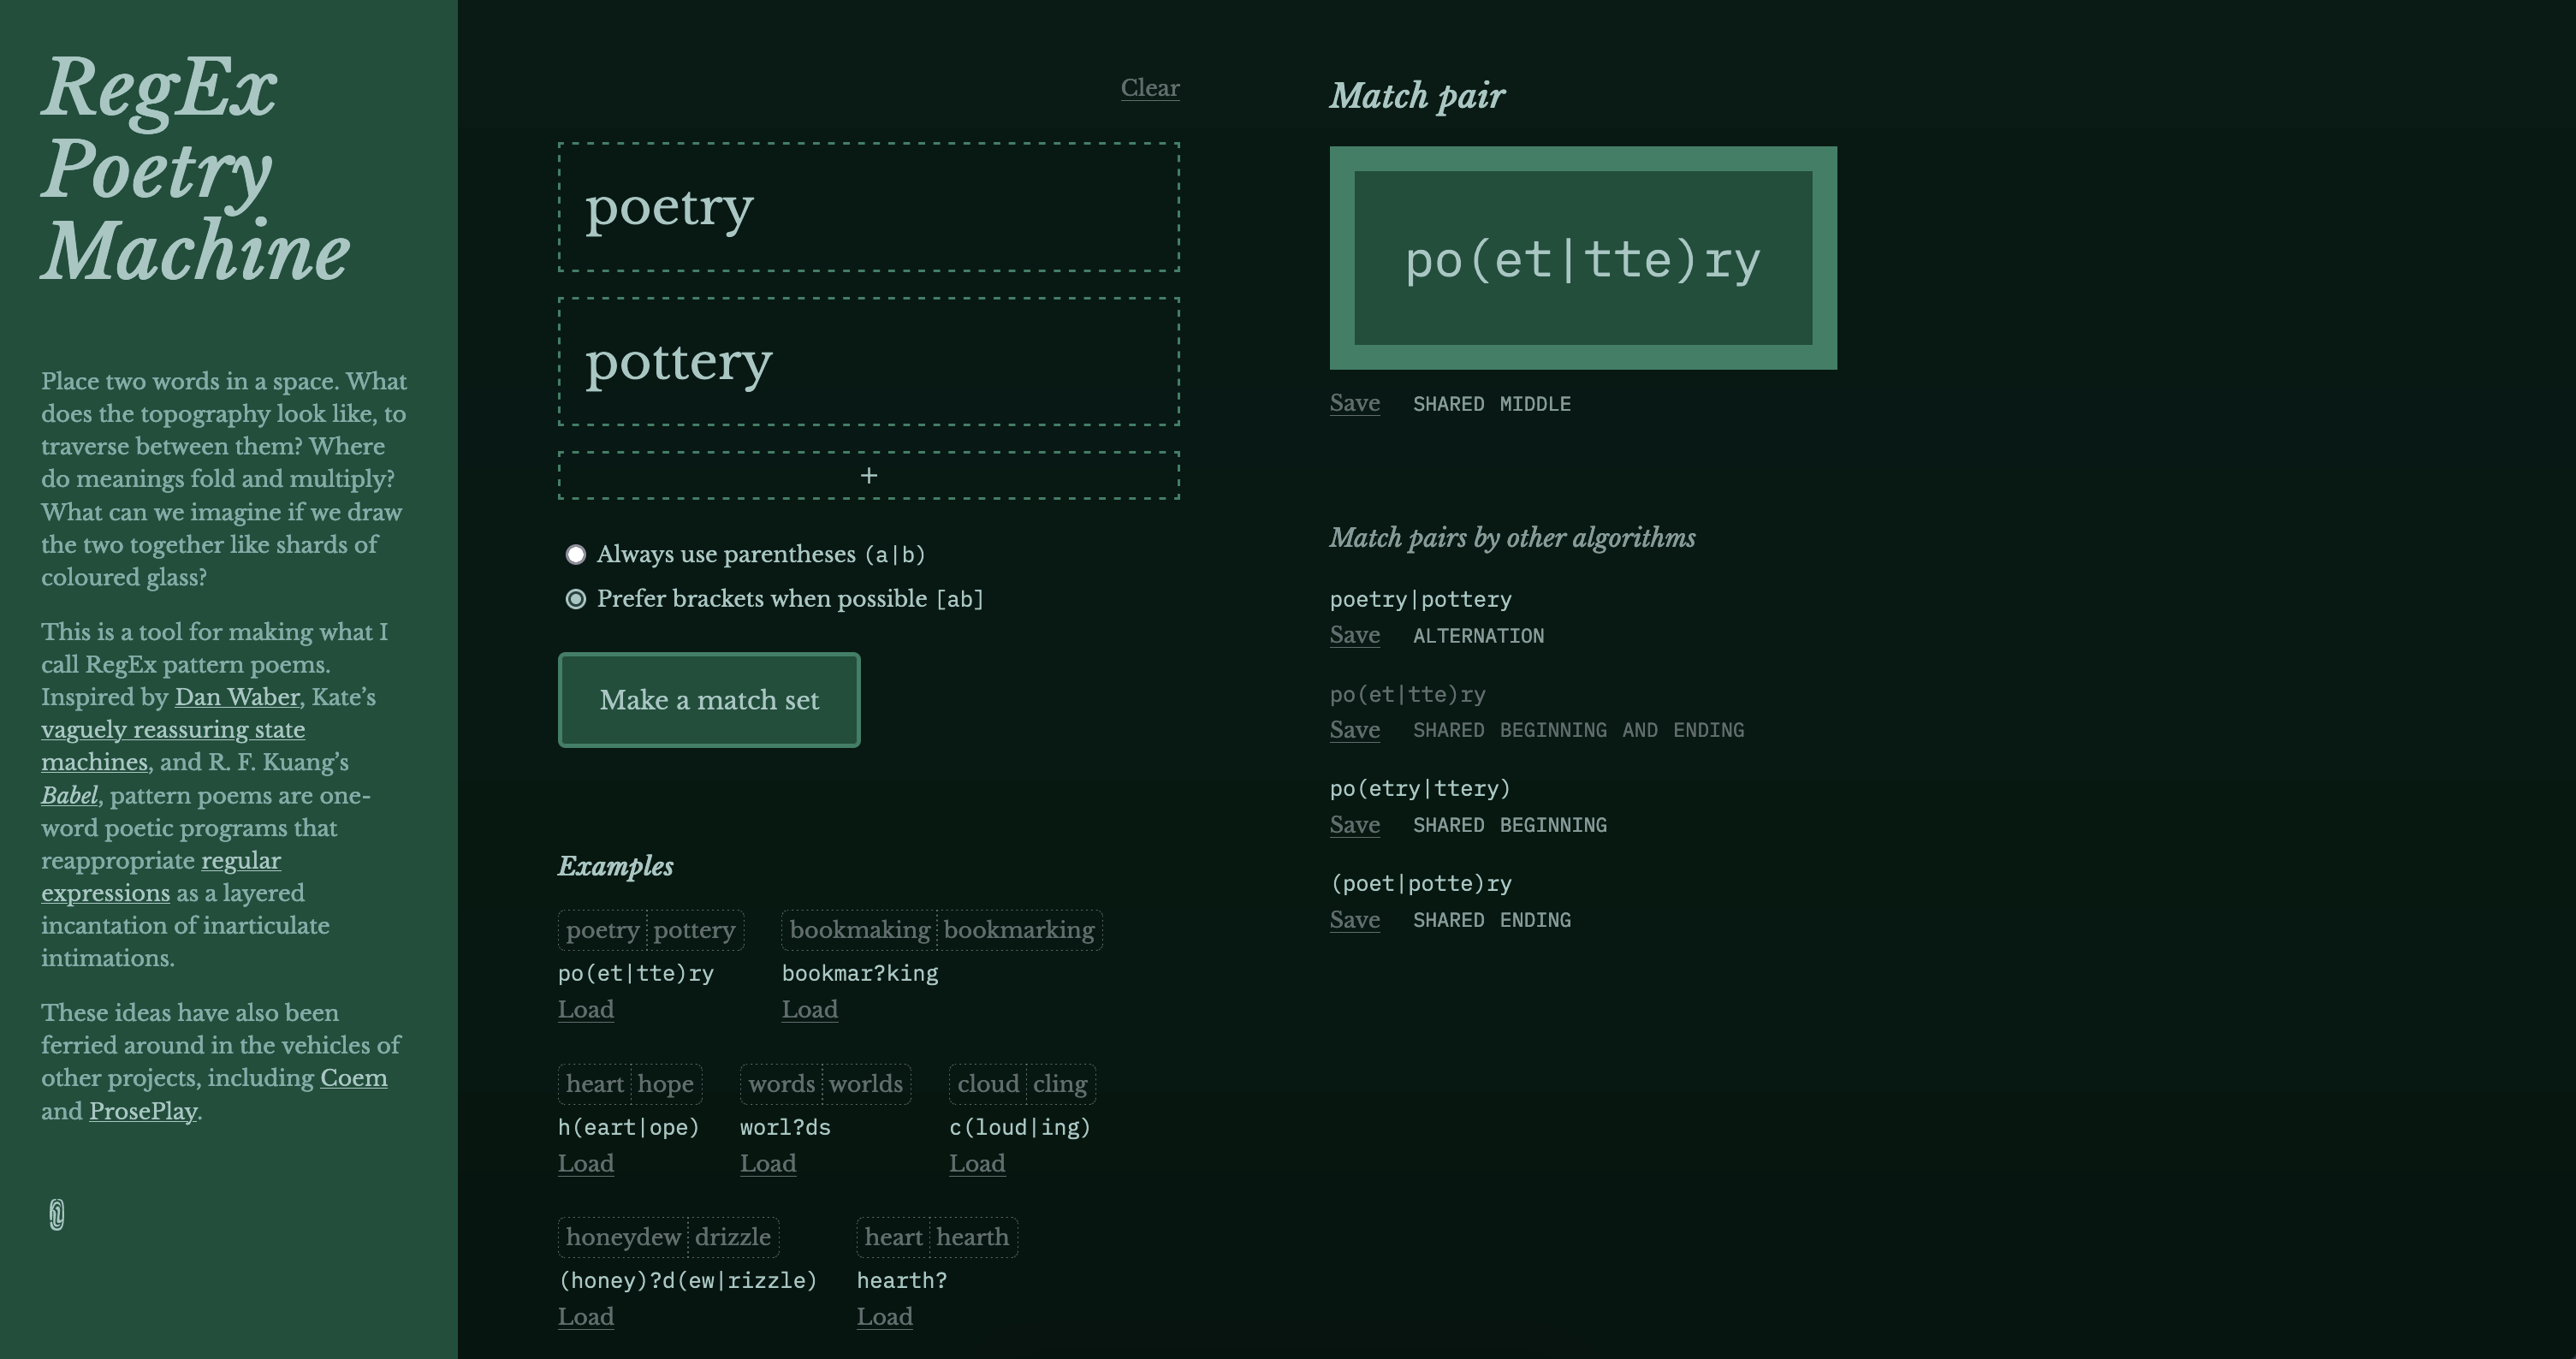 RegEx
Poetry
Machine
Place two words in a space. What
does the topography look like, to
traverse between them? Where
do meanings fold and multiply?
What can we imagine if we draw
the two together like shards of
coloured glass?
This is a tool for making what I
call RegEx pattern poems.
Inspired by Dan Waber, Kate’s
vaguely reassuring state
machines, and R. F. Kuang’s
Babel, pattern poems are one-
word poetic programs that
reappropriate regular
expressions as a layered
incantation of inarticulate
intimations.
These ideas have also been
ferried around in the vehicles of
other projects, including Coem
and ProsePlay.
Clear
poetry
pottery
+
Always use parentheses (a|b)
Prefer brackets when possible [ab]
Make a match set
Examples
poetry pottery bookmaking bookmarking
po(et|tte)ry bookmar?king
Load Load
heart hope words worlds cloud cling
h(eart|ope) worl?ds c(loud|ing)
Load Load Load
honeydew drizzle heart hearth
(honey)?d(ew|rizzle) hearth?
Load Load
Match pair
po(et|tte)ry
Save SHARED MIDDLE
Match pairs by other algorithms
poetry|pottery
Save ALTERNATION
po(et|tte)ry
Save SHARED BEGINNING AND ENDING
po(etry|ttery)
Save SHARED BEGINNING
(poet|potte)ry
Save SHARED ENDING